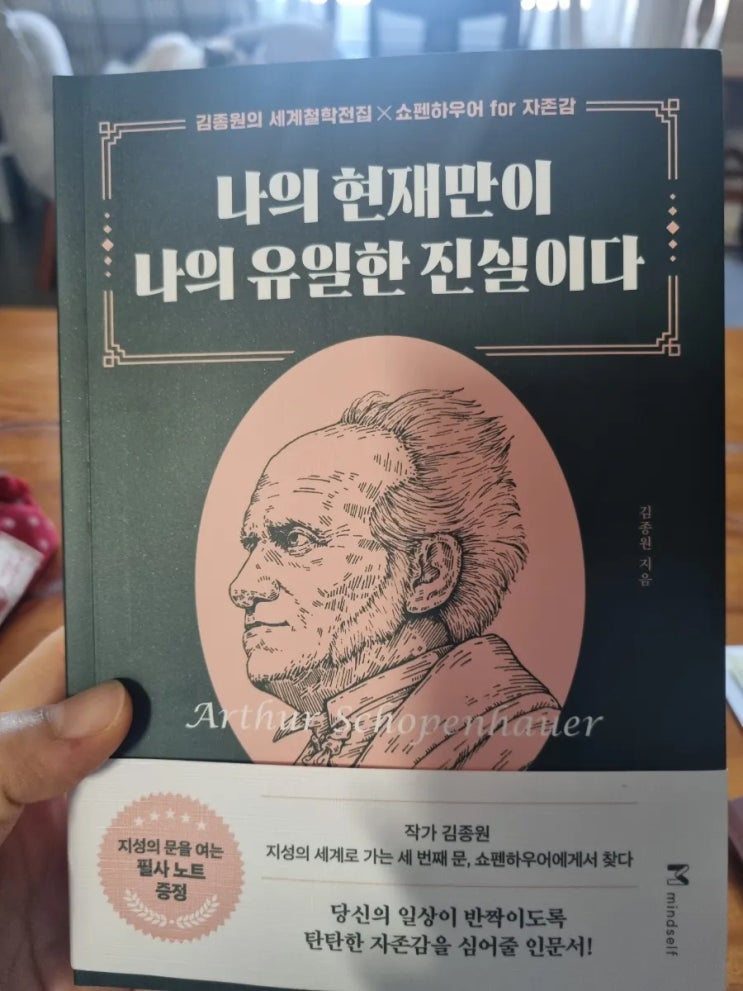 김종원의 세계철학전집×쇼펜하우어 for 자존감
나의 현재만이
나의 유일한 진실이다
김종원 지음
Arthur Schopenhauer
지성의 문을 여는
필사 노트
증정
작가 김종원
지성의 세계로 가는 세 번째 문, 쇼펜하우어에게서 찾다
당신의 일상이 반짝이도록
탄탄한 자존감을 심어줄 인문서!
mindself